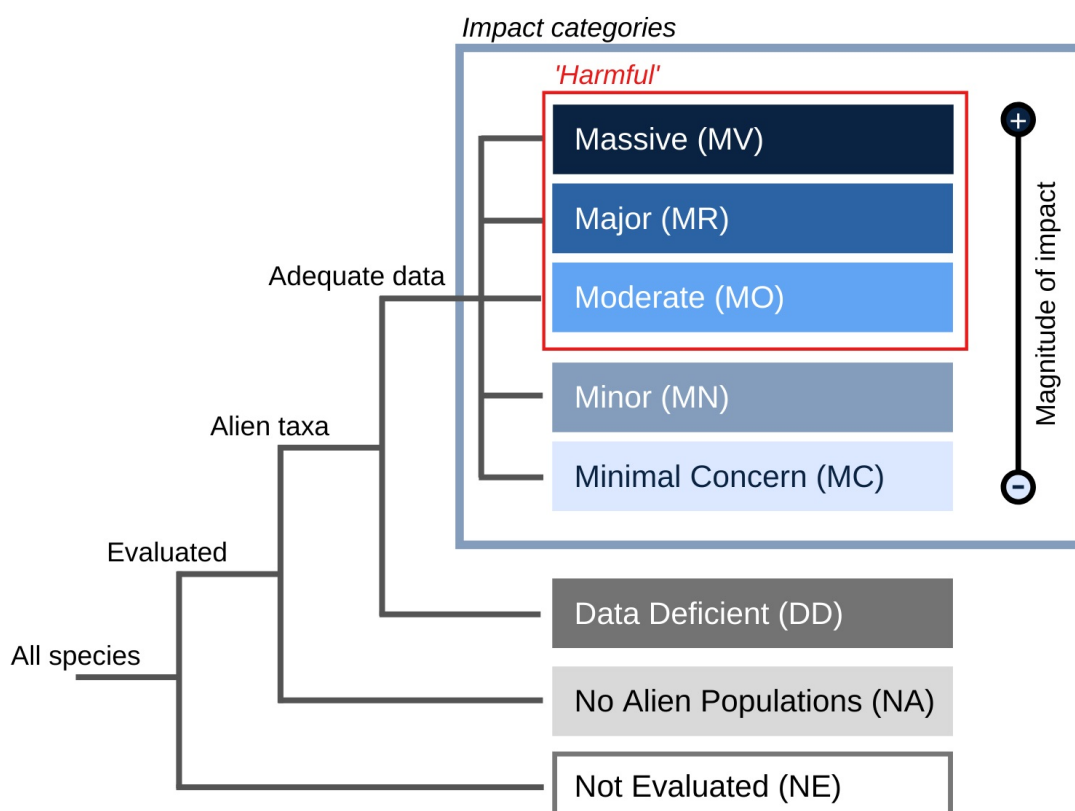 Impact categories
'Harmful'
+
Massive (MV)
Major (MR)
Magnitude of impact
Adequate data
Moderate (MO)
Minor (MN)
Alien taxa
Minimal Concern (MC)
-
Evaluated
Data Deficient (DD)
All species
No Alien Populations (NA)
Not Evaluated (NE)